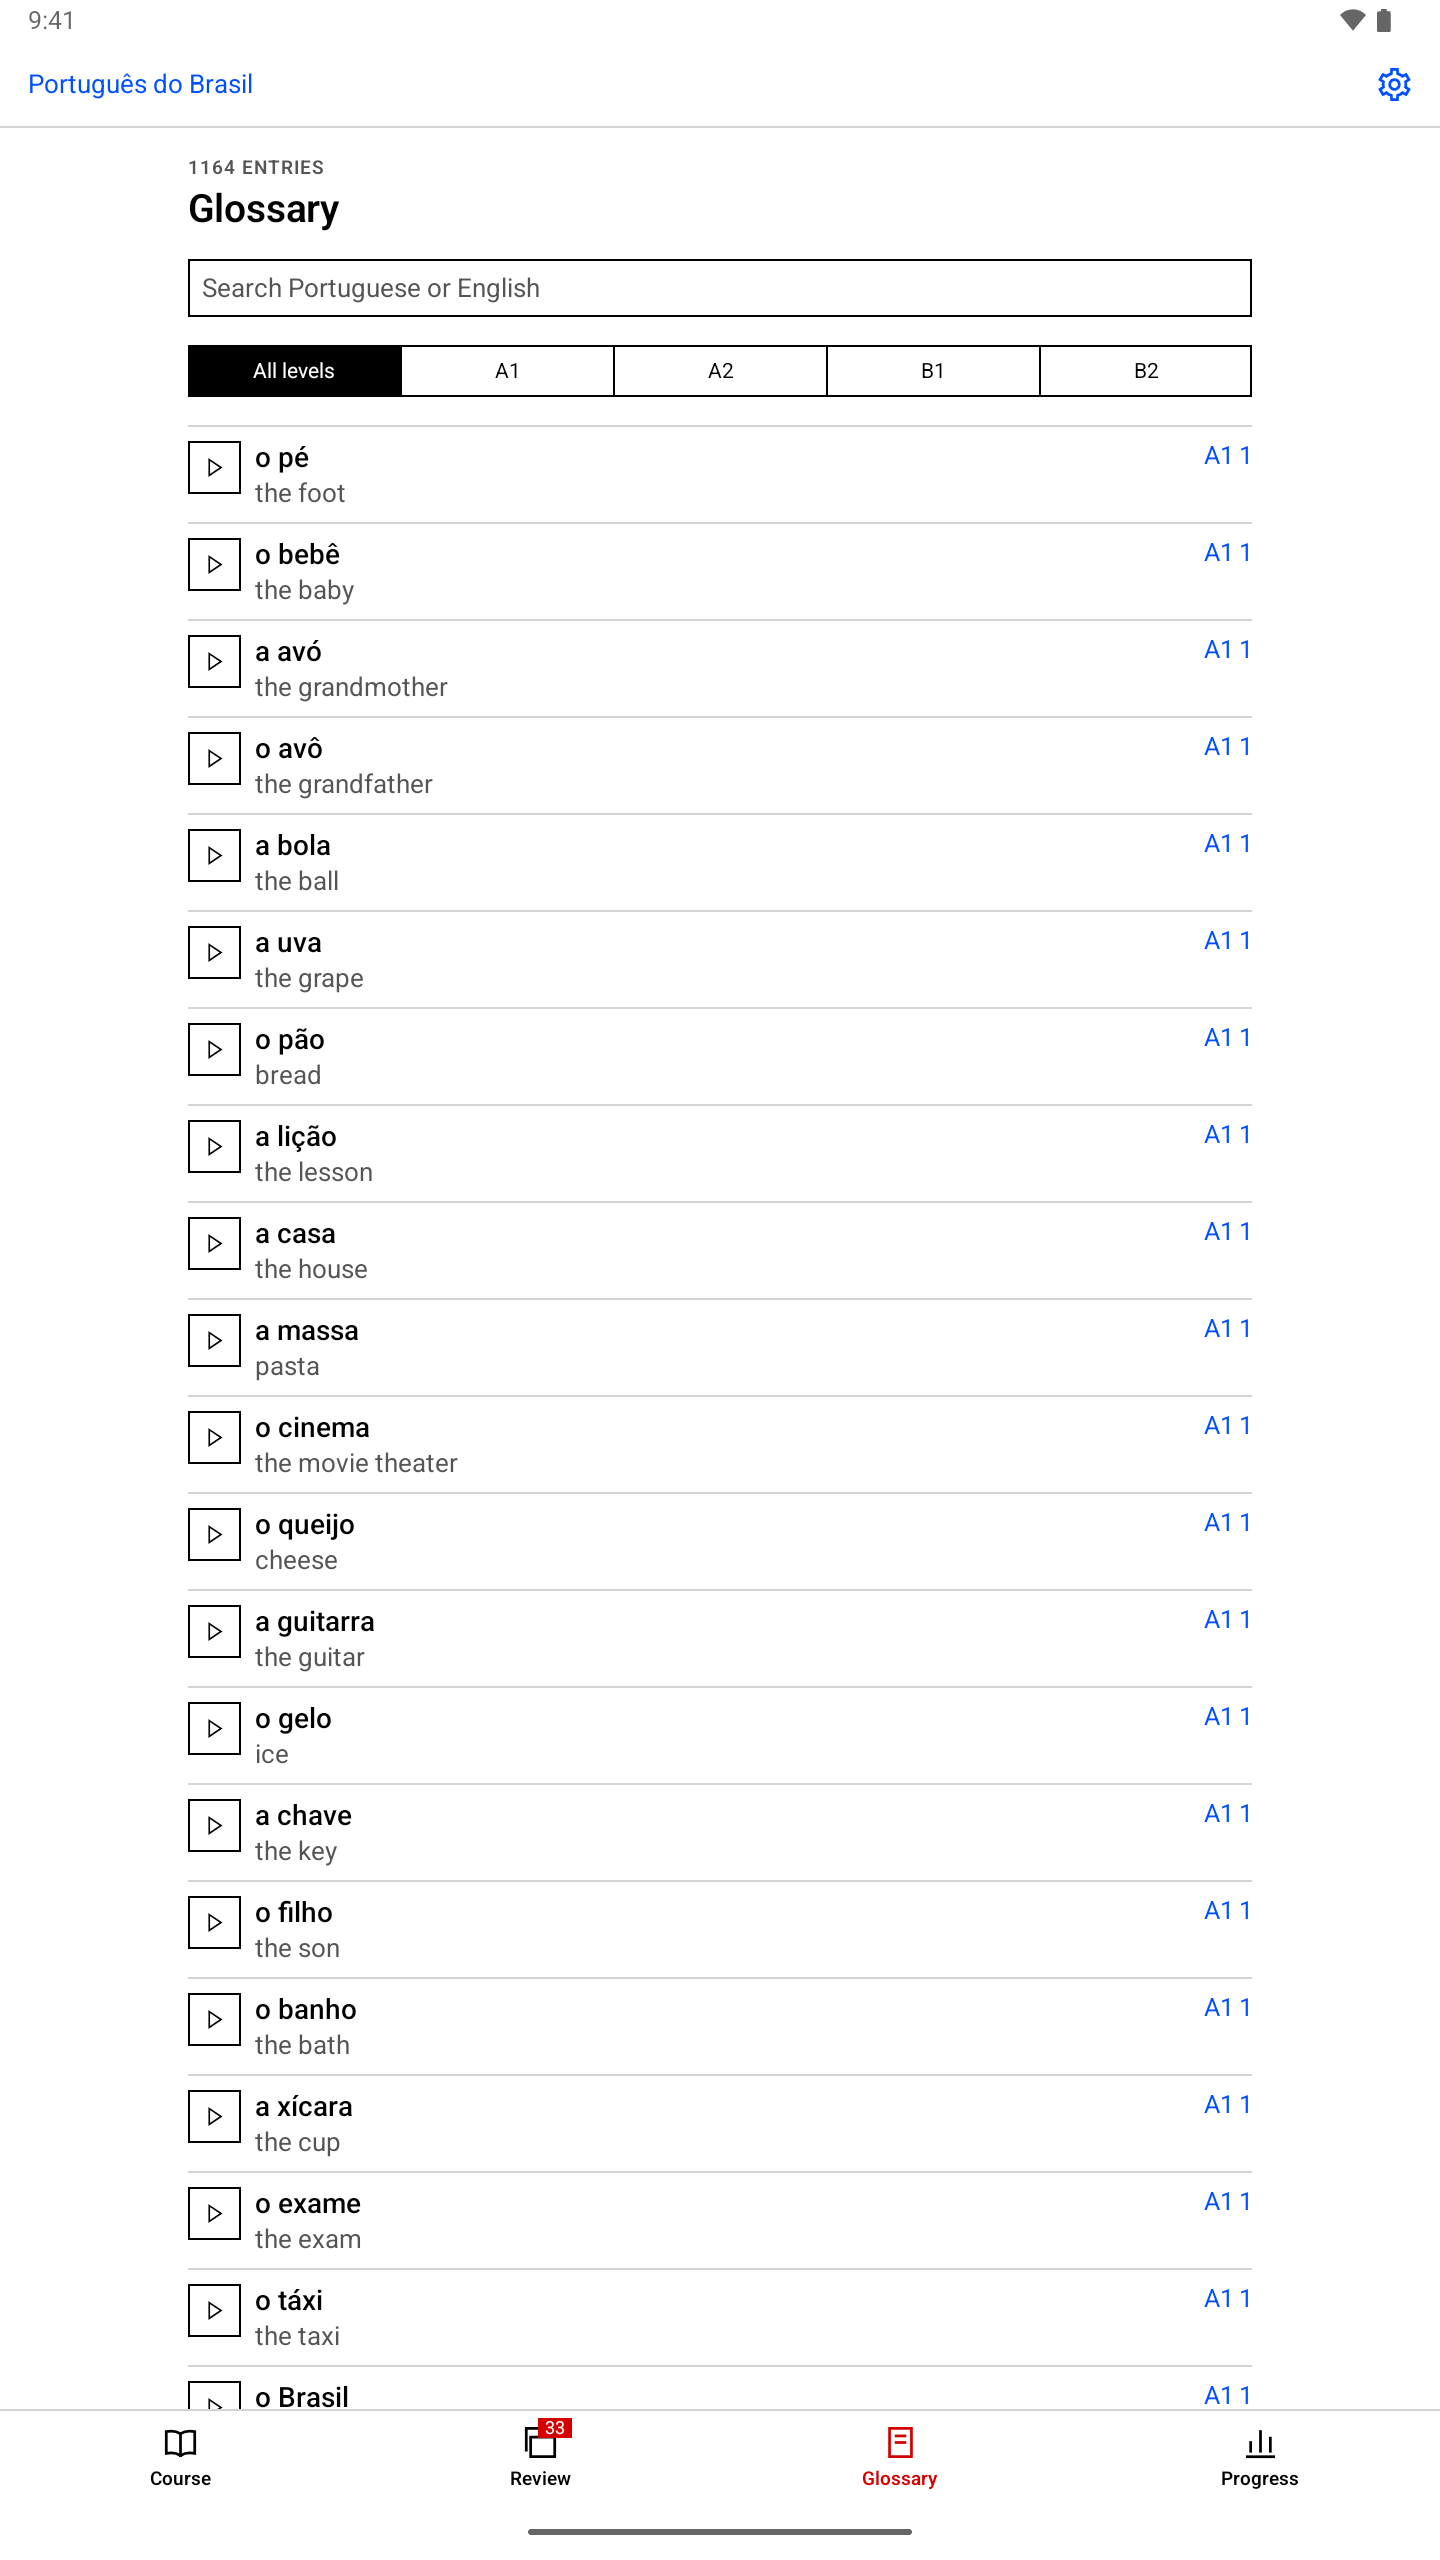 9:41
Português do Brasil
1164 ENTRIES
Glossary
Search Portuguese or English
All levels A1 A2 B1 B2
o pé A1 1
the foot
o bebê A1 1
the baby
a avó A1 1
the grandmother
o avô A1 1
the grandfather
a bola A1 1
the ball
a uva A1 1
the grape
o pão A1 1
bread
a lição A1 1
the lesson
a casa A1 1
the house
a massa A1 1
pasta
o cinema A1 1
the movie theater
o queijo A1 1
cheese
a guitarra A1 1
the guitar
o gelo A1 1
ice
a chave A1 1
the key
o filho A1 1
the son
o banho A1 1
the bath
a xícara A1 1
the cup
o exame A1 1
the exam
o táxi A1 1
the taxi
o Brasil A1 1
33
Course Review Glossary Progress